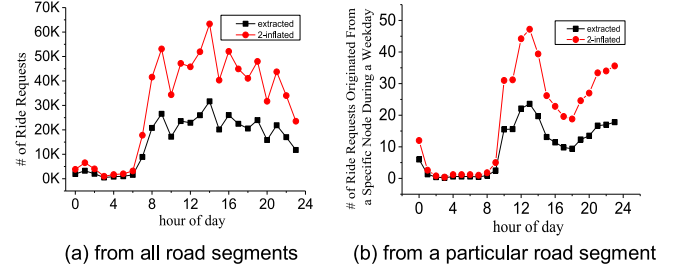 # of Ride Requests
70K
60K
50K
40K
30K
20K
10K
0K
extracted
2-inflated
0 4 8 12 16 20 24
hour of day
(a) from all road segments
# of Ride Requests Originated From
a Specific Node During a Weekday
50
40
30
20
10
0
extracted
2-inflated
0 4 8 12 16 20 24
hour of day
(b) from a particular road segment